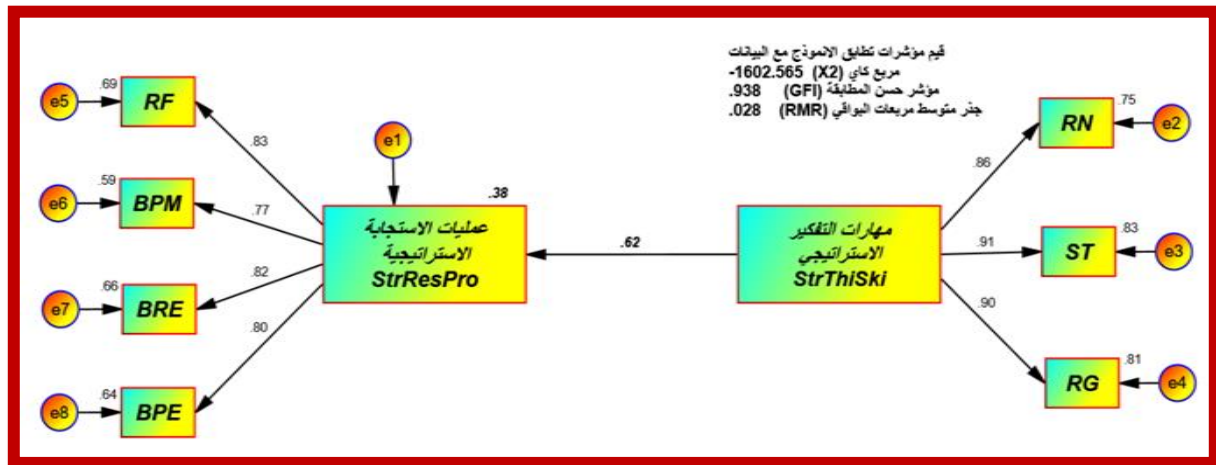 قيم مؤشرات تطابق الانموذج مع البيانات
مربع كاي (X2) 1602.565-
مؤشر حسن المطابقة (GFI) .938
جذر متوسط مربعات البواقي (RMR) .028
.69
e5
RF
.83
.59
e6
BPM
.77
.66
e7
BRE
.82
.64
e8
BPE
.80
e1
.38
عمليات الاستجابة
الاستراتيجية
StrResPro
.62
مهارات التفكير
الاستراتيجي
StrThiSki
.86
.75
RN
e2
.91
.83
ST
e3
.90
.81
RG
e4